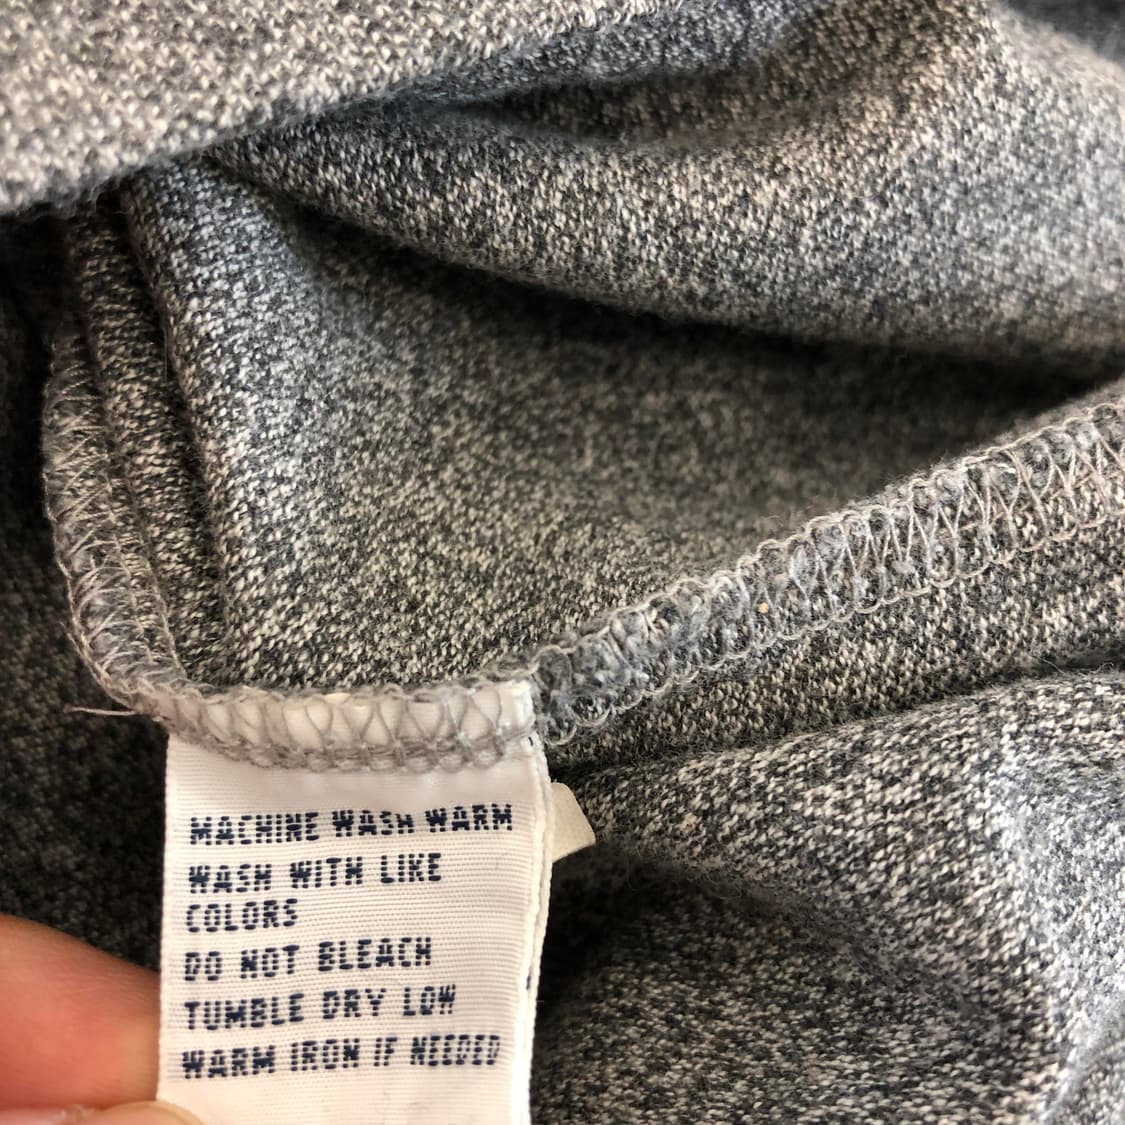 MACHINE WASH WARM
WASH WITH LIKE
COLORS
DO NOT BLEACH
TUMBLE DRY LOW
WARM IRON IF NEEDED